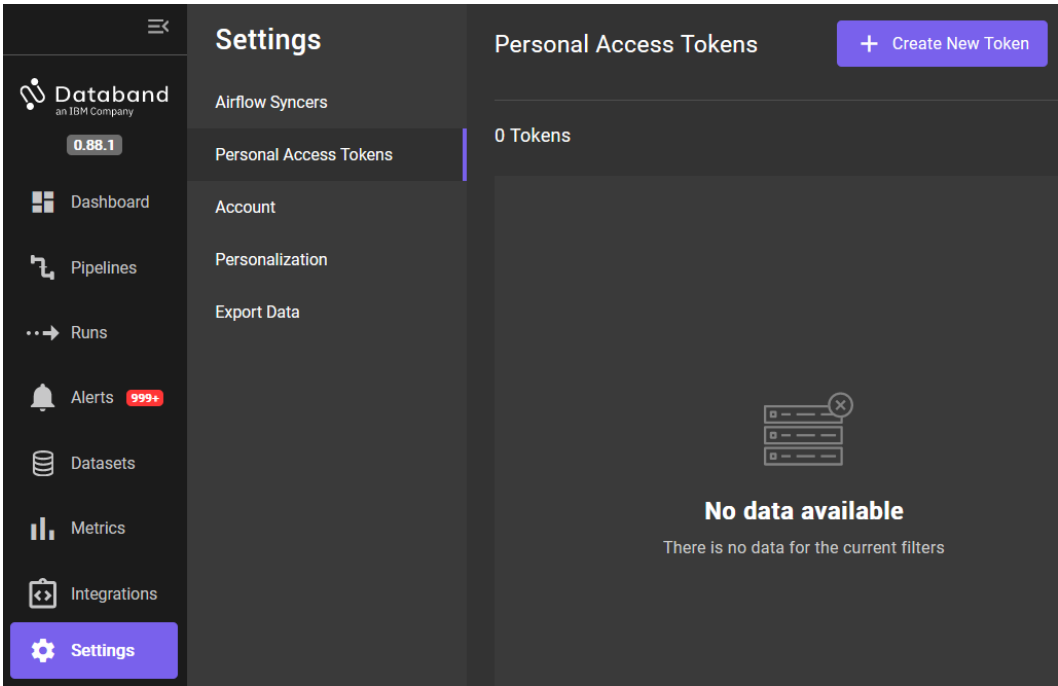 Databand
an IBM Company
0.88.1
Dashboard
Pipelines
Runs
Alerts 999+
Datasets
Metrics
Integrations
Settings
Settings
Airflow Syncers
Personal Access Tokens
Account
Personalization
Export Data
Personal Access Tokens
+ Create New Token
0 Tokens
No data available
There is no data for the current filters